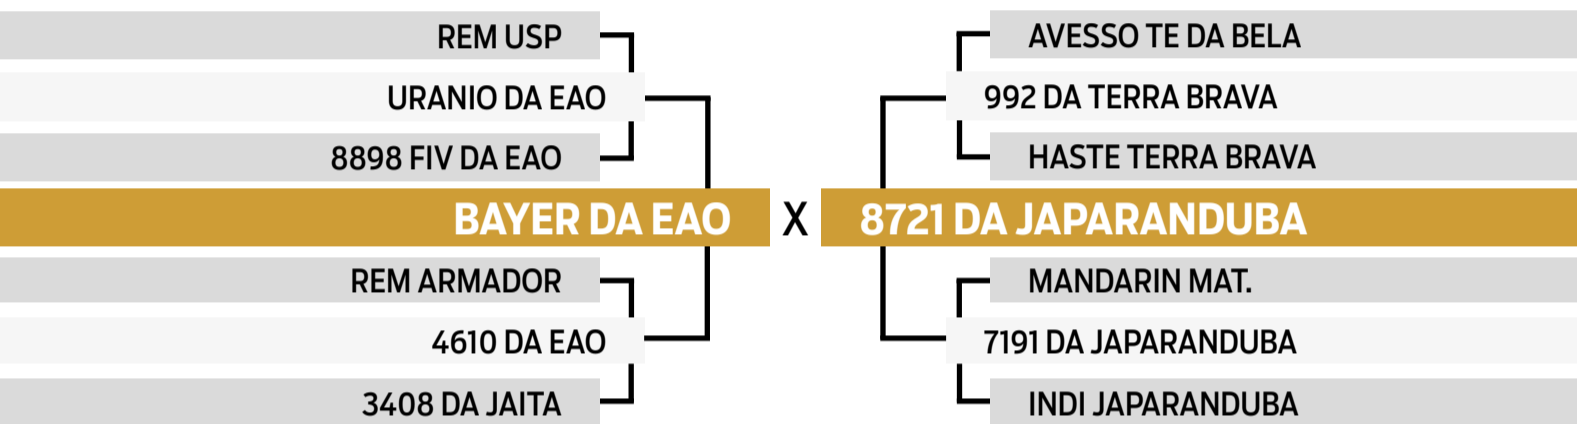 REM USP
URANIO DA EAO
8898 FIV DA EAO
BAYER DA EAO
REM ARMADOR
4610 DA EAO
3408 DA JAITA
X
AVESSO TE DA BELA
992 DA TERRA BRAVA
HASTE TERRA BRAVA
8721 DA JAPARANDUBA
MANDARIN MAT.
7191 DA JAPARANDUBA
INDI JAPARANDUBA